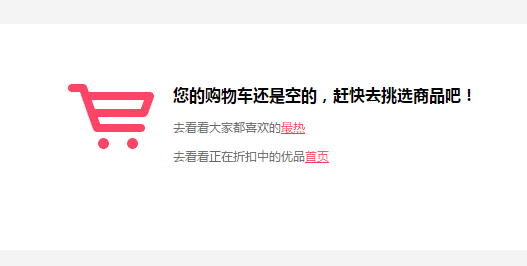 您的购物车还是空的，赶快去挑选商品吧！
去看看大家都喜欢的最热
去看看正在折扣中的优品首页